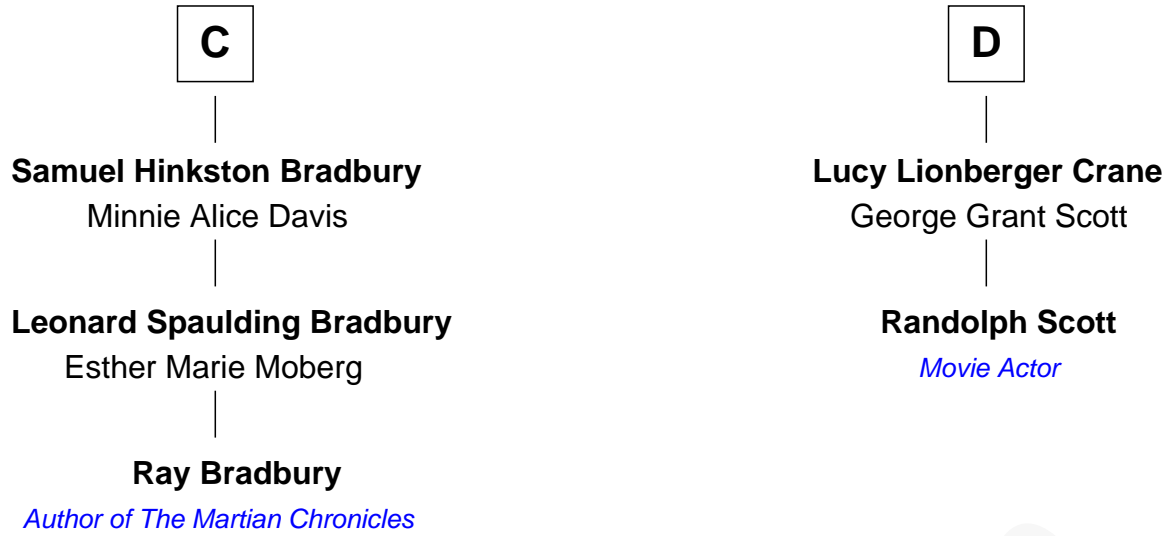 C
Samuel Hinkston Bradbury
Minnie Alice Davis
Leonard Spaulding Bradbury
Esther Marie Moberg
Ray Bradbury
Author of The Martian Chronicles
D
Lucy Lionberger Crane
George Grant Scott
Randolph Scott
Movie Actor